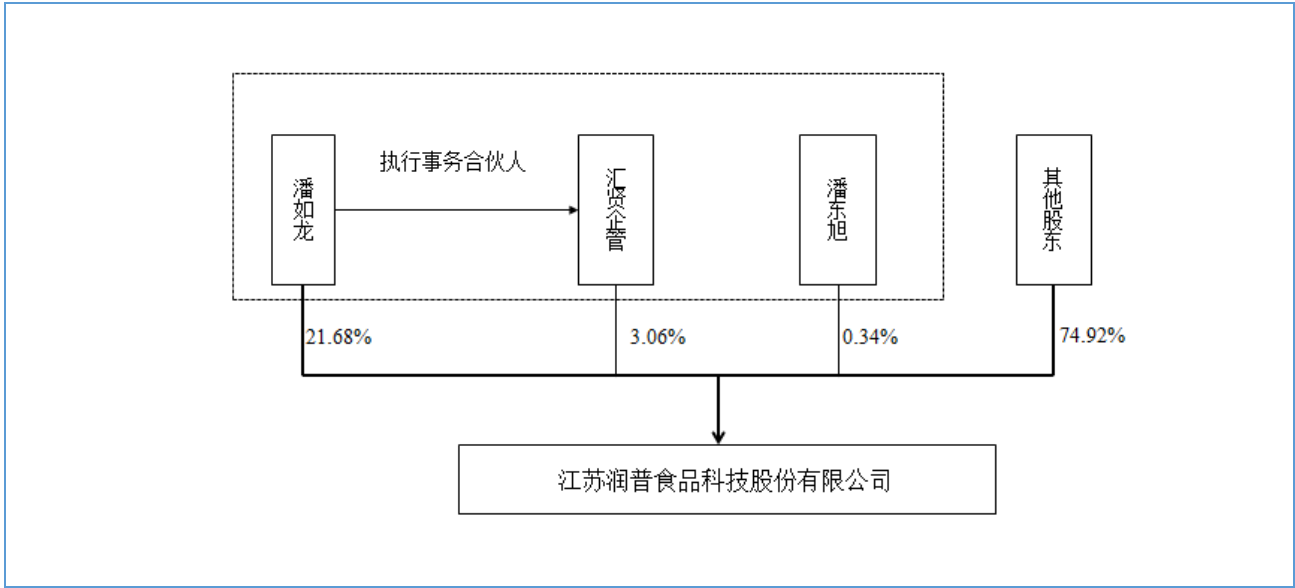 执行事务合伙人
潘如龙
汇贤企管
潘东旭
其他股东
21.68%
3.06%
0.34%
74.92%
江苏润普食品科技股份有限公司